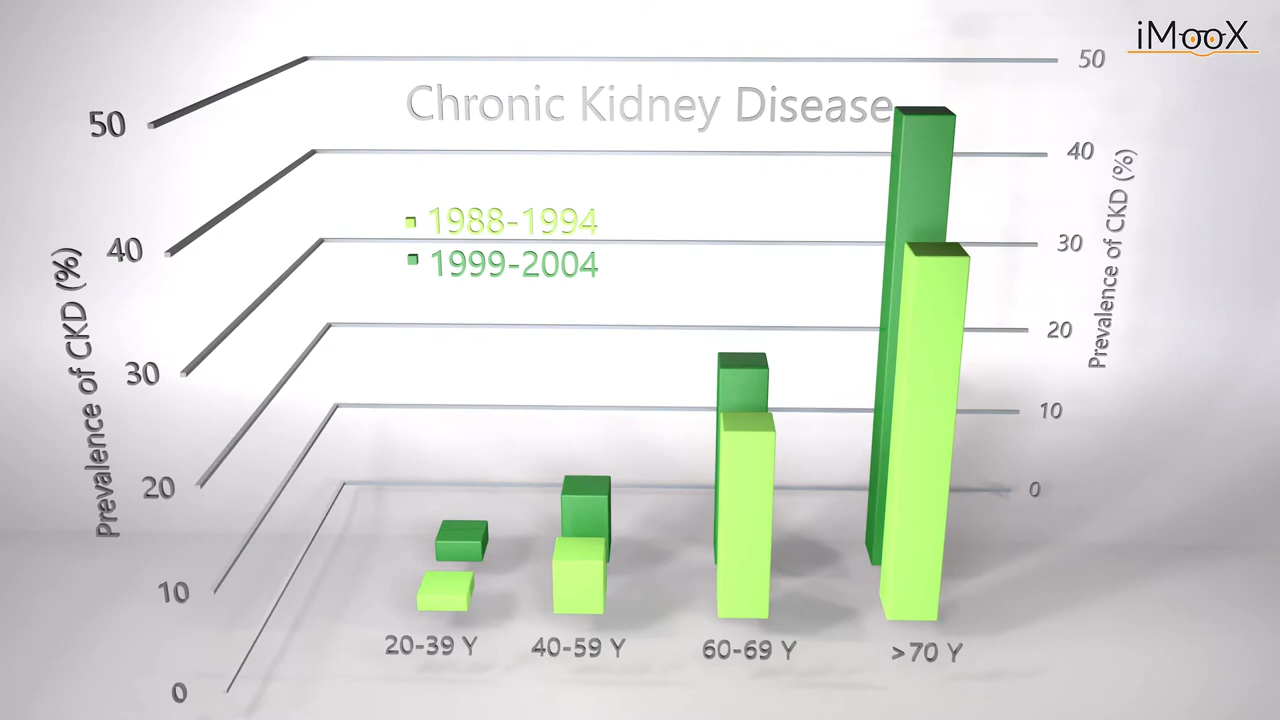 iMooX
Chronic Kidney Disease
1988-1994
1999-2004
Prevalence of CKD (%)
50
40
30
20
10
0
50
40
30
20
10
0
Prevalence of CKD (%)
20-39 Y
40-59 Y
60-69 Y
>70 Y